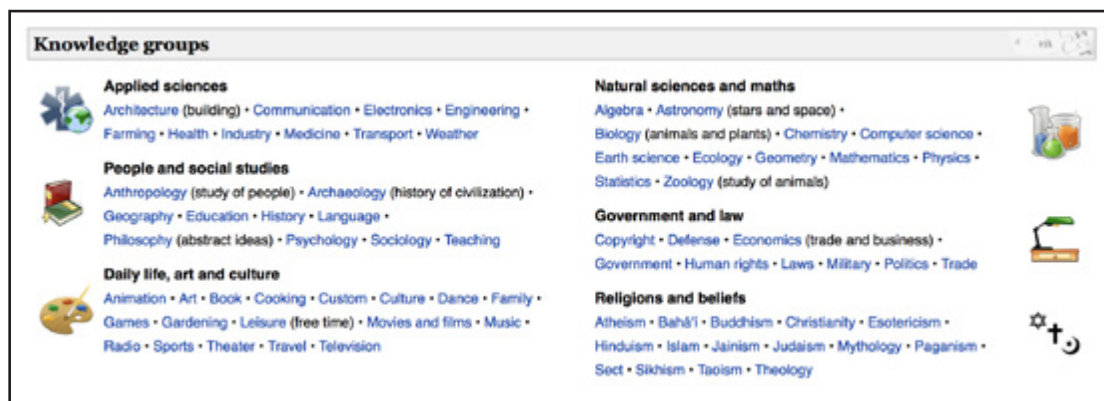 Knowledge groups
Applied sciences
Architecture (building) • Communication • Electronics • Engineering •
Farming • Health • Industry • Medicine • Transport • Weather
People and social studies
Anthropology (study of people) • Archaeology (history of civilization) •
Geography • Education • History • Language •
Philosophy (abstract ideas) • Psychology • Sociology • Teaching
Daily life, art and culture
Animation • Art • Book • Cooking • Custom • Culture • Dance • Family •
Games • Gardening • Leisure (free time) • Movies and films • Music •
Radio • Sports • Theater • Travel • Television
Natural sciences and maths
Algebra • Astronomy (stars and space) •
Biology (animals and plants) • Chemistry • Computer science •
Earth science • Ecology • Geometry • Mathematics • Physics •
Statistics • Zoology (study of animals)
Government and law
Copyright • Defense • Economics (trade and business) •
Government • Human rights • Laws • Military • Politics • Trade
Religions and beliefs
Atheism • Bahá'í • Buddhism • Christianity • Esotericism •
Hinduism • Islam • Jainism • Judaism • Mythology • Paganism •
Sect • Sikhism • Taoism • Theology